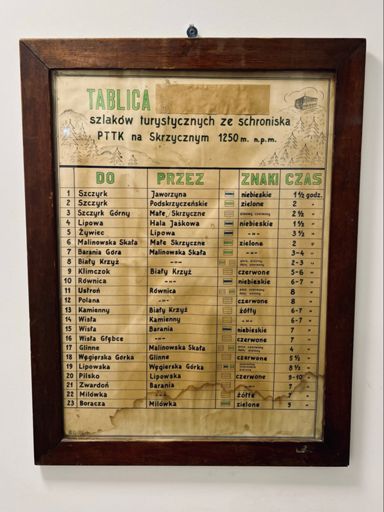 TABLICA
szlaków turystycznych ze schroniska
PTTK na Skrzycznym 1250 m. n.p.m.
DO PRZEZ ZNAKI CZAS
1 Szczyrk Jaworzyna niebieskie 1½ godz.
2 Szczyrk Podskrzyczeńskie zielone 2 "
3 Szczyrk Górny Małe Skrzyczne 2½ "
4 Lipowa Hala Jaśkowa niebieskie 1½ "
5 Żywiec Lipowa -"- 3½ "
6 Malinowska Skała Małe Skrzyczne zielone 2 "
7 Barania Góra Malinowska Skała 3-4 "
8 Biały Krzyż -"- 2-3 "
9 Klimczok Biały Krzyż czerwone 5-6 "
10 Równica -"- niebieskie 6-7 "
11 Ustroń Równica 8 "
12 Polana -"- czerwone 8 "
13 Kamienny Biały Krzyż żółty 6-7 "
14 Wisła Kamienny -"- 6-7 "
15 Wisła Barania niebieskie 7 "
16 Wisła Głębce -"- czerwone 7 "
17 Glinne Malinowska Skała 4 "
18 Węgierska Górka Glinne czerwone 5½ "
19 Lipowska Węgierska Górka 8½ "
20 Pilsko Lipowska czerwone 9-10 "
21 Zwardoń Barania "
22 Milówka -"- żółte 7 "
23 Boracza Milówka zielone "